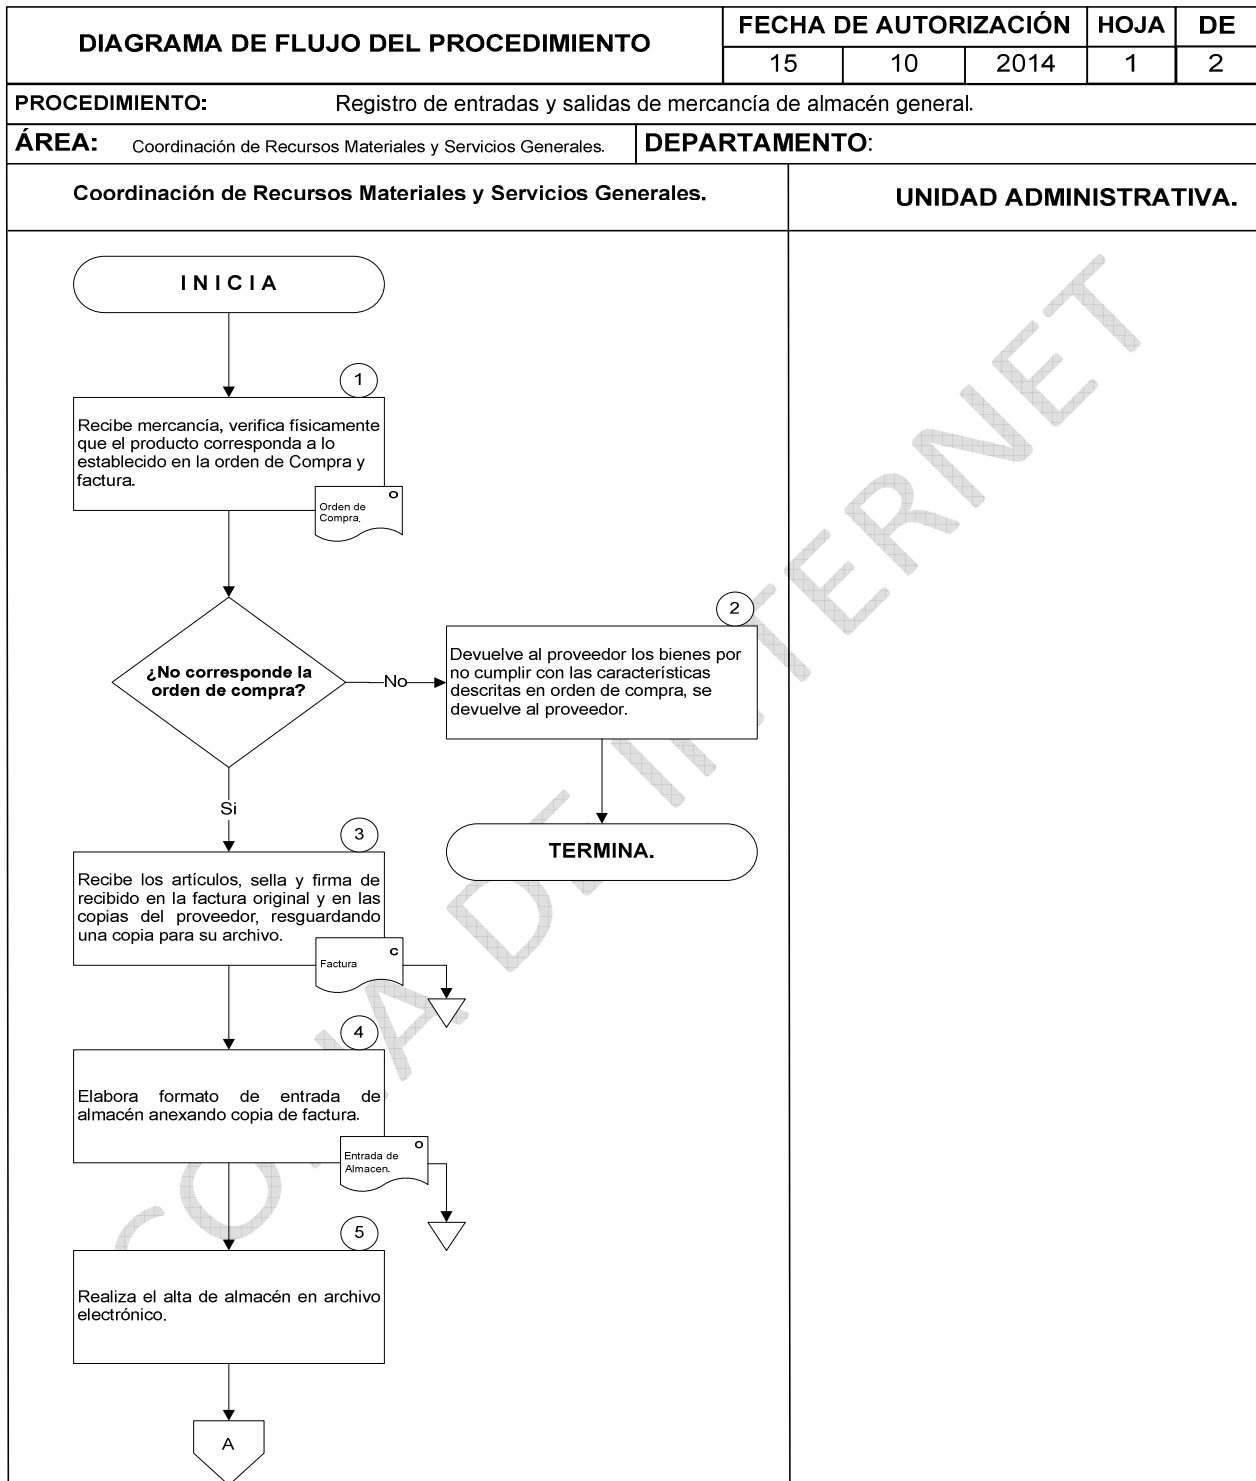 DIAGRAMA DE FLUJO DEL PROCEDIMIENTO
FECHA DE AUTORIZACIÓN HOJA DE
15 10 2014 1 2
PROCEDIMIENTO: Registro de entradas y salidas de mercancía de almacén general.
ÁREA: Coordinación de Recursos Materiales y Servicios Generales. DEPARTAMENTO:
Coordinación de Recursos Materiales y Servicios Generales. UNIDAD ADMINISTRATIVA.
INICIA
1
Recibe mercancía, verifica físicamente
que el producto corresponda a lo
establecido en la orden de Compra y
factura.
O
Orden de
Compra.
¿No corresponde la
orden de compra?
No
2
Devuelve al proveedor los bienes por
no cumplir con las características
descritas en orden de compra, se
devuelve al proveedor.
TERMINA.
Si
3
Recibe los artículos, sella y firma de
recibido en la factura original y en las
copias del proveedor, resguardando
una copia para su archivo.
C
Factura
4
Elabora formato de entrada de
almacén anexando copia de factura.
O
Entrada de
Almacen.
5
Realiza el alta de almacén en archivo
electrónico.
A
COPIA DE INTERNET